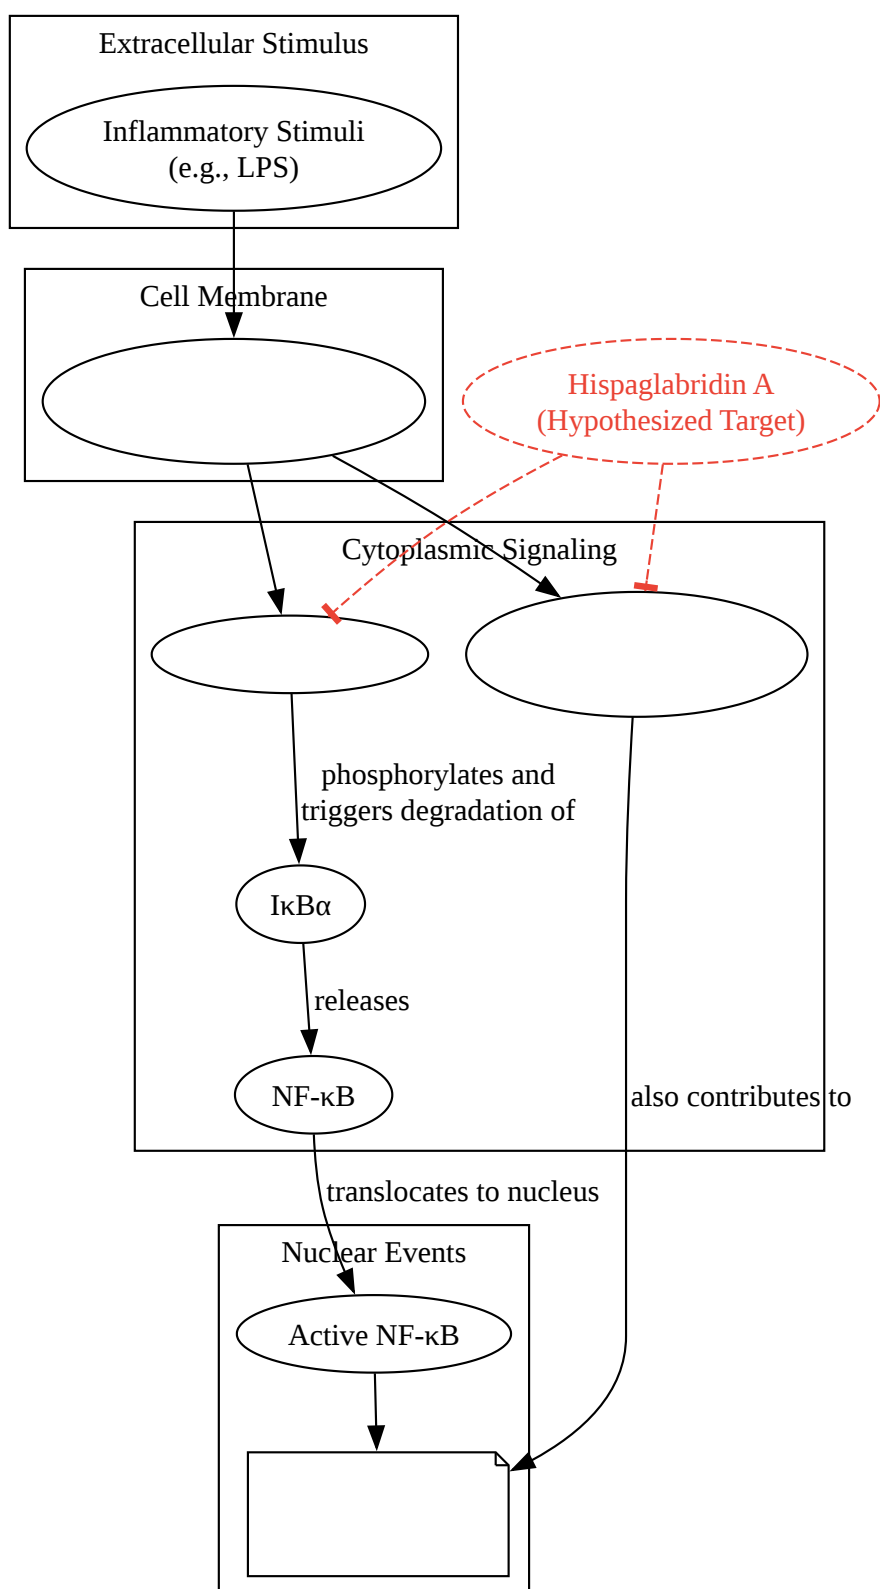 Extracellular Stimulus
Inflammatory Stimuli
(e.g., LPS)
Cell Membrane
Hispaglabridin A
(Hypothesized Target)
Cytoplasmic Signaling
phosphorylates and
triggers degradation of
IκBα
releases
NF-κB
also contributes to
translocates to nucleus
Nuclear Events
Active NF-κB